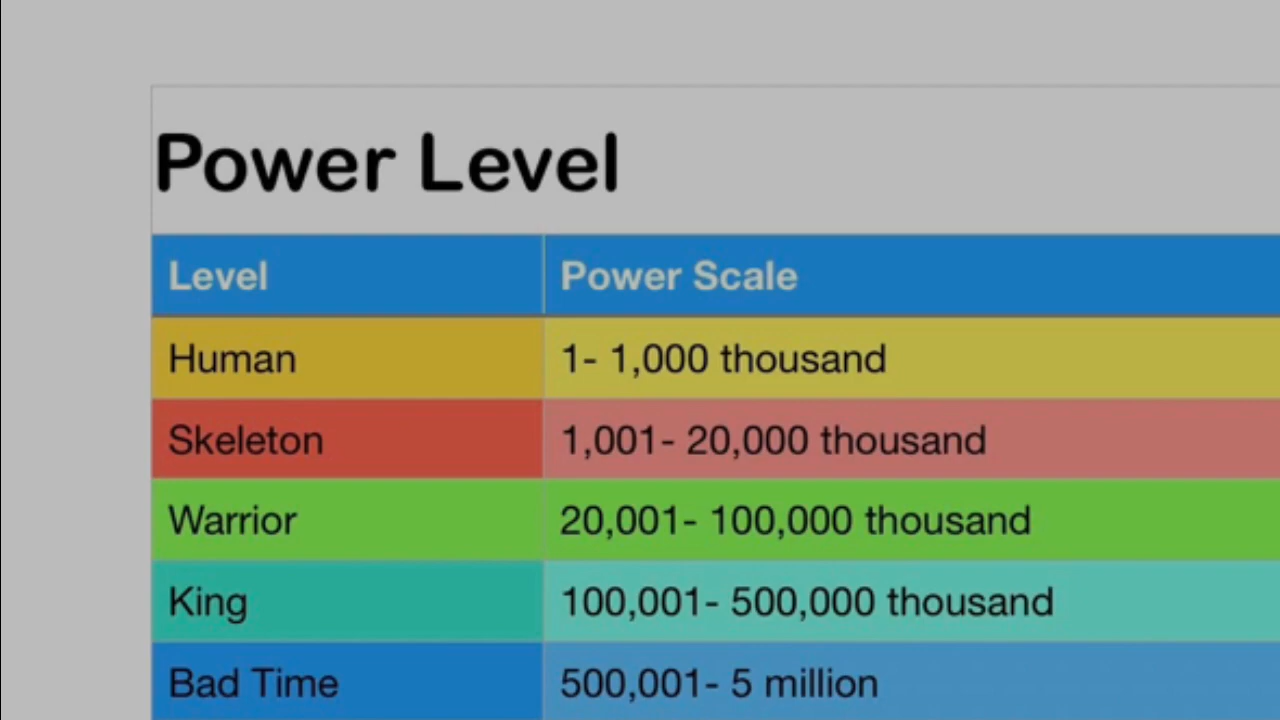 Power Level
Level Power Scale
Human 1- 1,000 thousand
Skeleton 1,001- 20,000 thousand
Warrior 20,001- 100,000 thousand
King 100,001- 500,000 thousand
Bad Time 500,001- 5 million